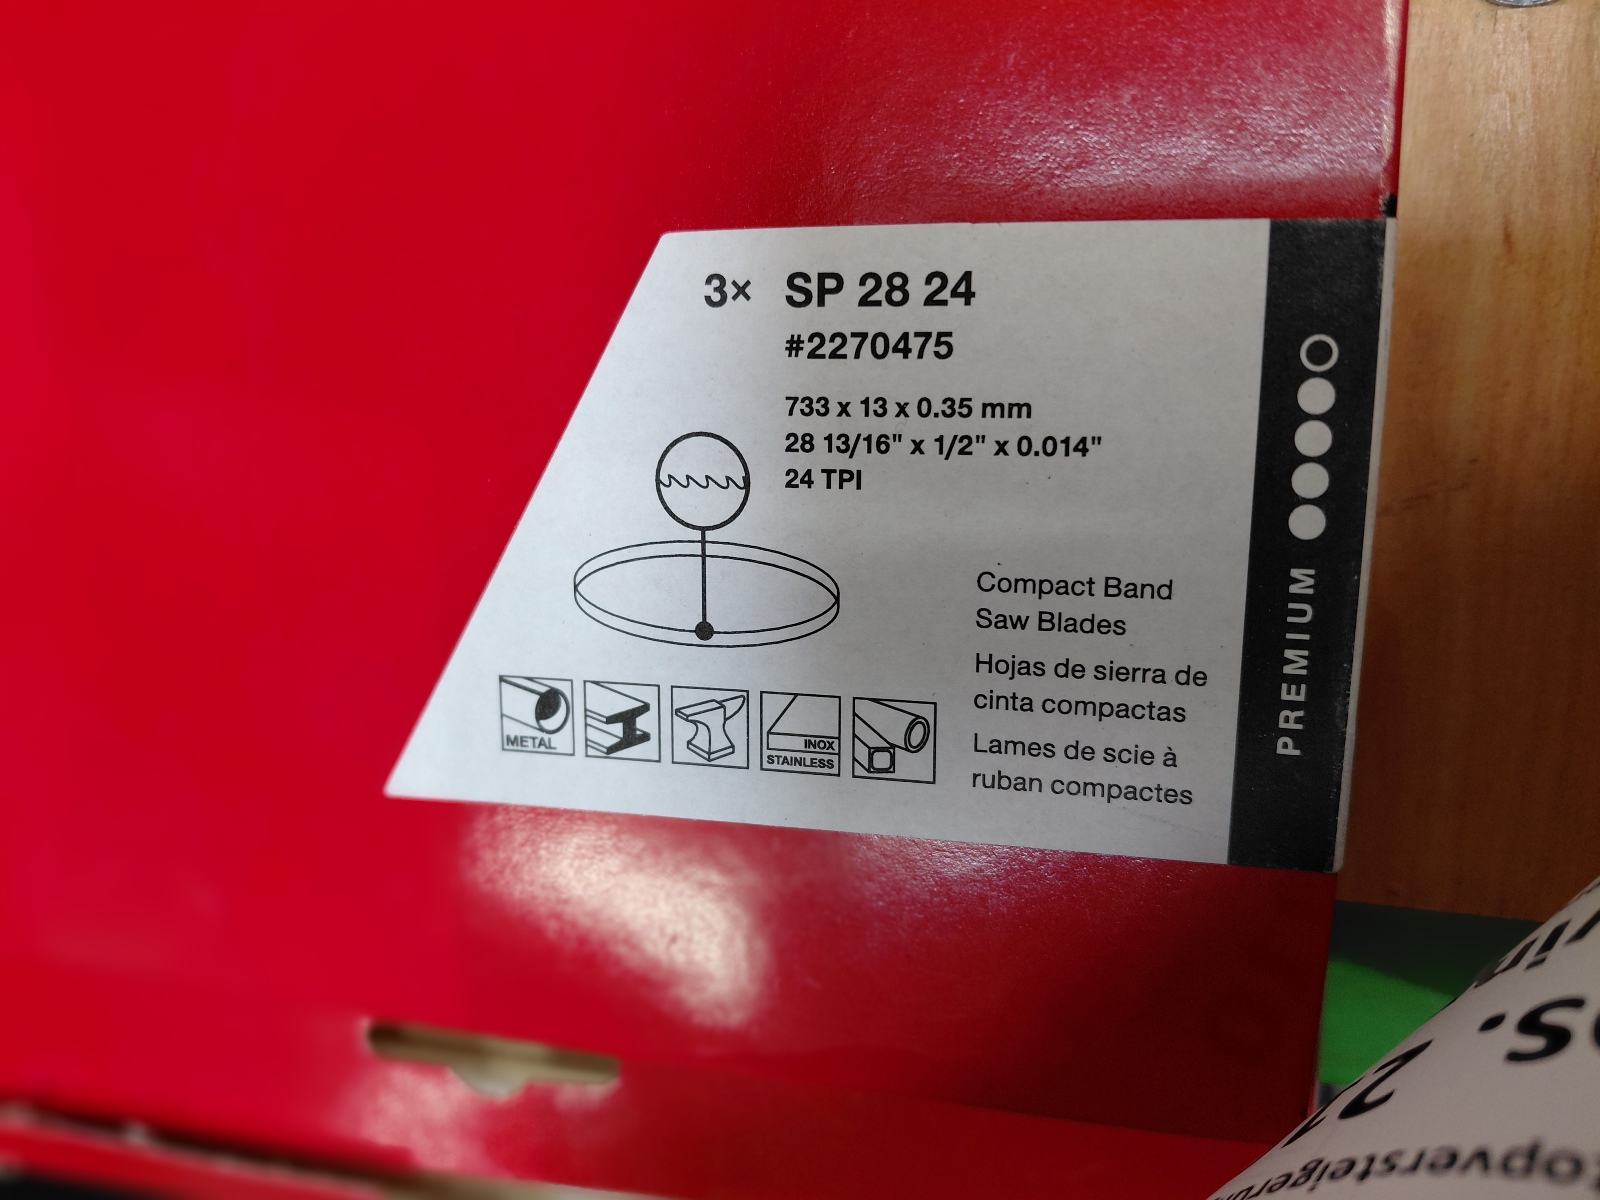 3× SP 28 24
#2270475
733 x 13 x 0.35 mm
28 13/16" x 1/2" x 0.014"
24 TPI
Compact Band
Saw Blades
Hojas de sierra de
cinta compactas
Lames de scie à
ruban compactes
METAL
INOX
STAINLESS
PREMIUM